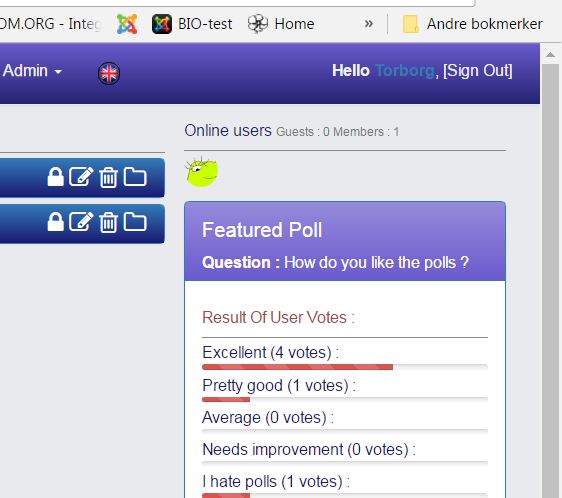 OM.ORG - Integ BIO-test Home » Andre bokmerker
Admin Hello Torborg, [Sign Out]
Online users Guests : 0 Members : 1
Featured Poll
Question : How do you like the polls ?
Result Of User Votes :
Excellent (4 votes) :
Pretty good (1 votes) :
Average (0 votes) :
Needs improvement (0 votes) :
I hate polls (1 votes) :